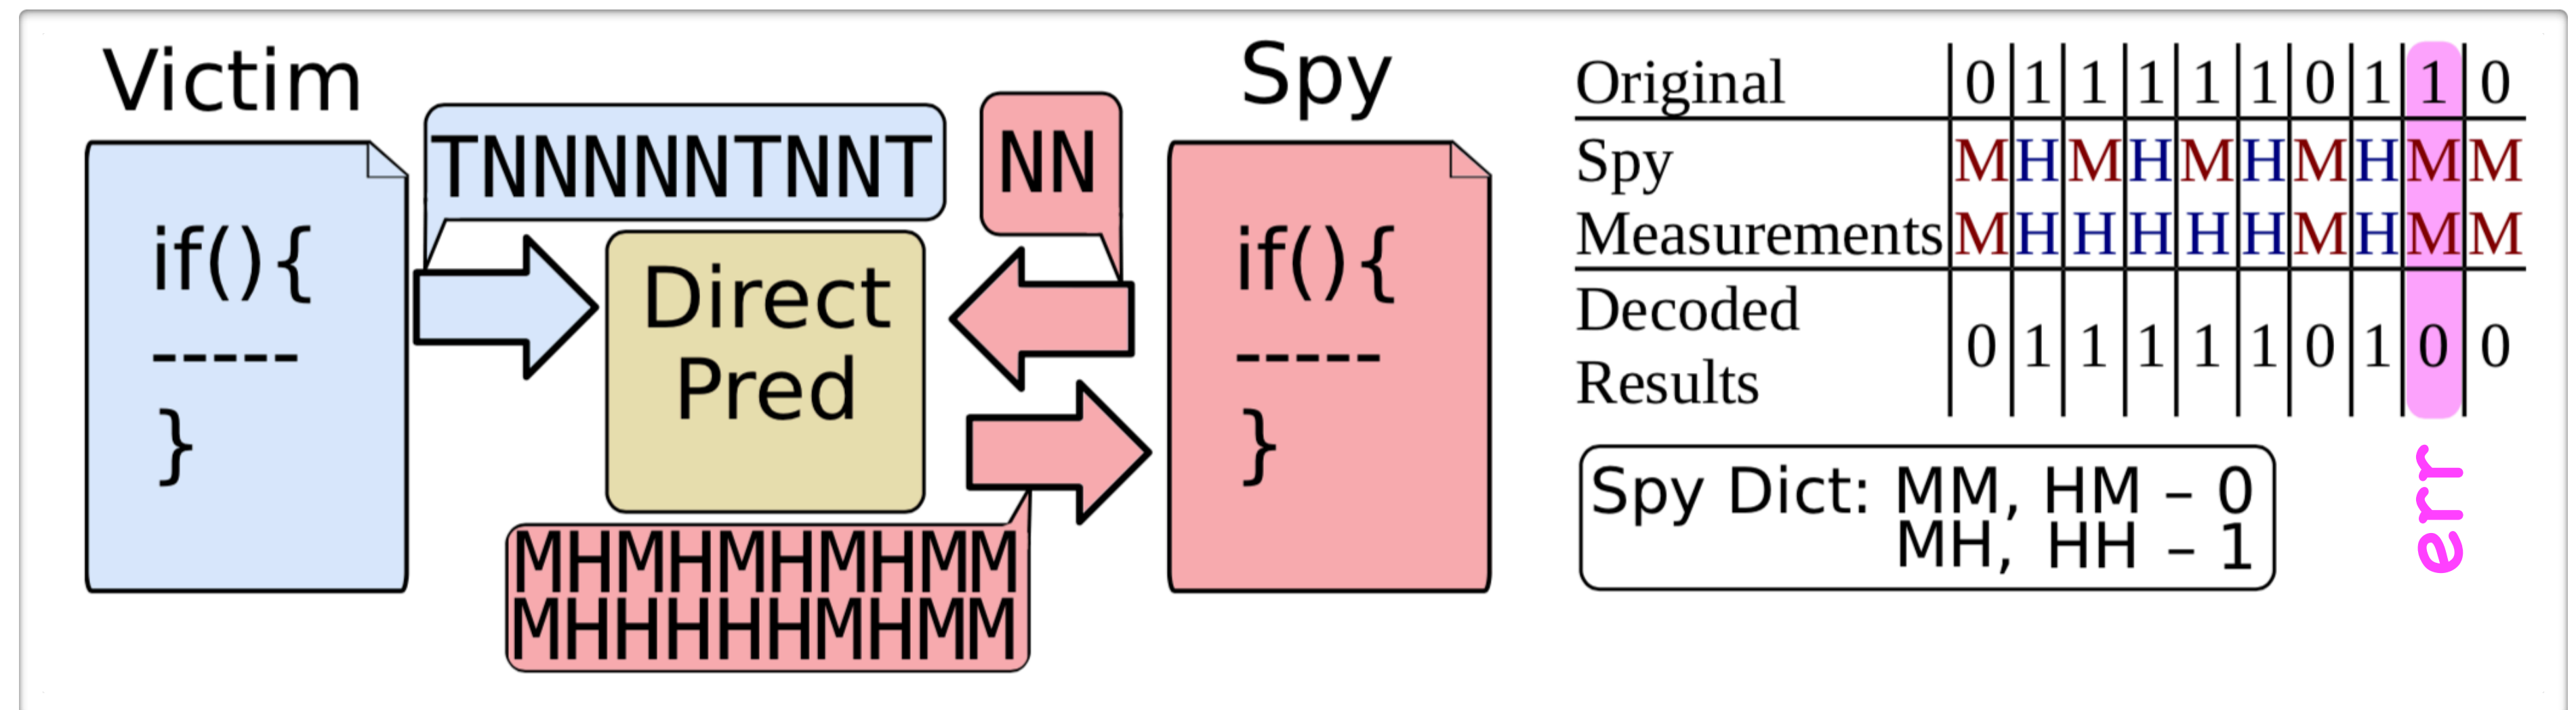 Victim
TNNNNNTNNT
NN
Spy
if(){
-----
}
Direct
Pred
if(){
-----
}
MHMHMHMHMM
MHHHHHMHMM
Original 0 1 1 1 1 1 0 1 1 0
Spy M H M H M H M H M M
Measurements M H H H H H M H M M
Decoded
Results 0 1 1 1 1 1 0 1 0 0
Spy Dict: MM, HM – 0
MH, HH – 1
err